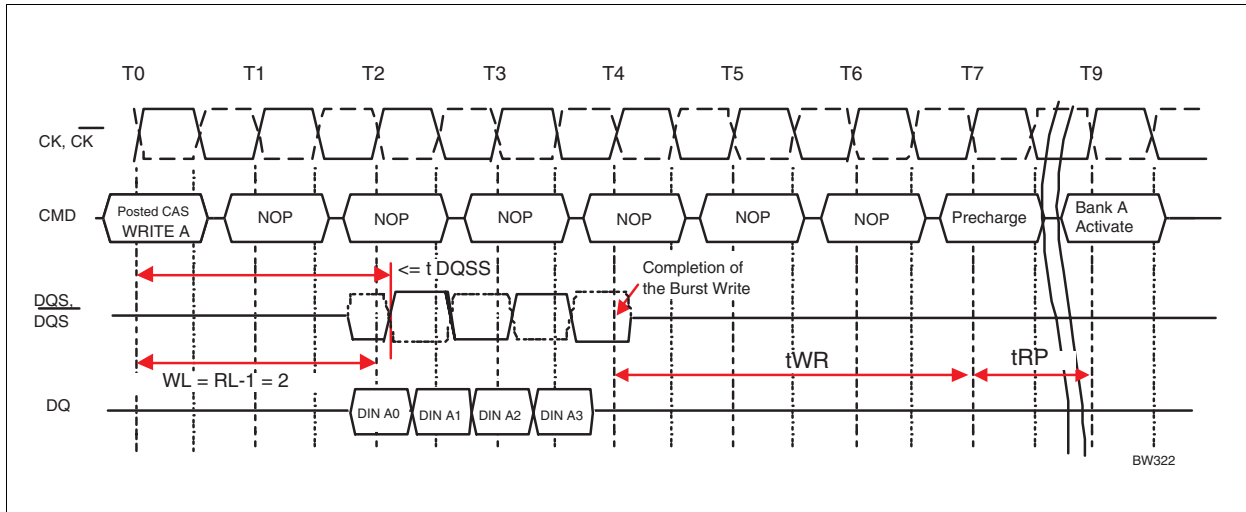 T0 T1 T2 T3 T4 T5 T6 T7 T9
CK, CK
CMD
Posted CAS
WRITE A
NOP
NOP
NOP
NOP
NOP
NOP
Precharge
Bank A
Activate
<= t DQSS
Completion of
the Burst Write
DQS,
DQS
WL = RL-1 = 2
tWR
tRP
DQ
DIN A0
DIN A1
DIN A2
DIN A3
BW322